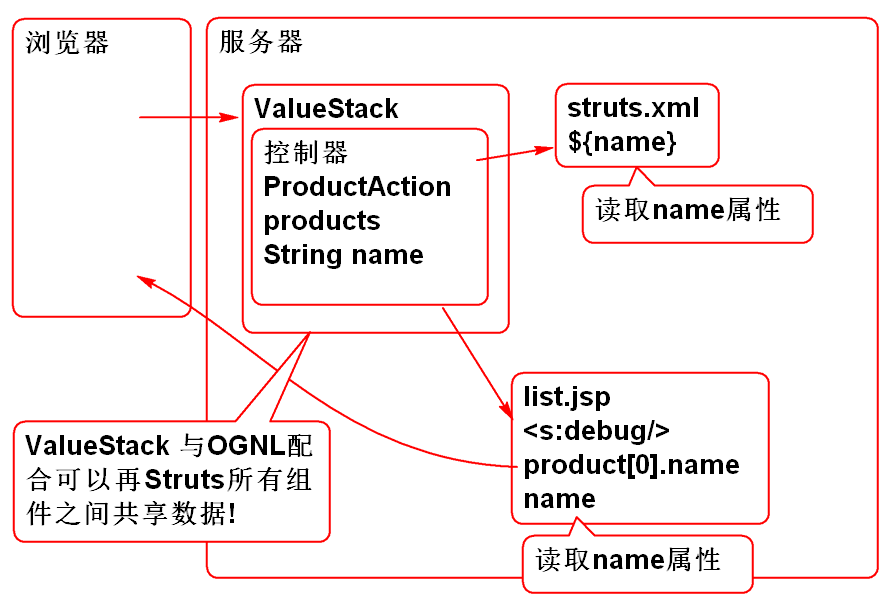 浏览器
服务器
ValueStack
控制器
ProductAction
products
String name
struts.xml
${name}
读取name属性
list.jsp
<s:debug/>
product[0].name
name
读取name属性
ValueStack 与OGNL配
合可以再Struts所有组
件之间共享数据!